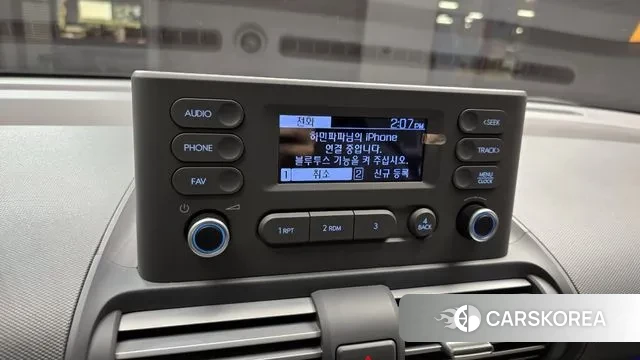 AUDIO
PHONE
FAV
전화 2:07PM
하민파파님의 iPhone
연결 중입니다.
블루투스 기능을 켜 주십시오.
1 취소 2 신규 등록
<SEEK
TRACK>
MENU
CLOCK
1 RPT 2 RDM 3 4
BACK
CARSKOREA